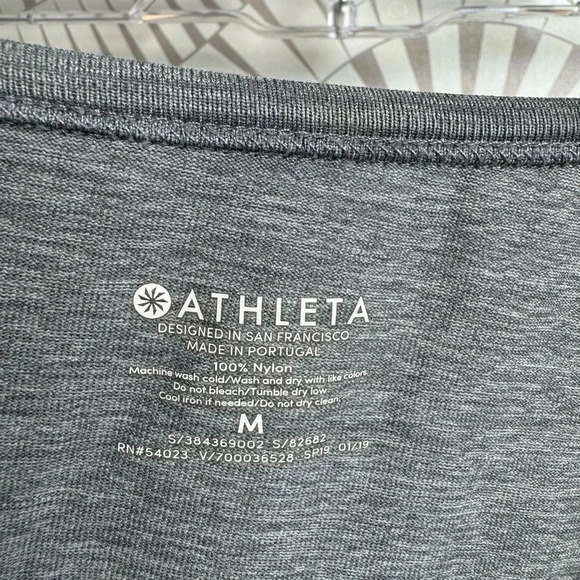 ATHLETA
DESIGNED IN SAN FRANCISCO
MADE IN PORTUGAL
100% Nylon
Machine wash cold/Wash and dry with like colors
Do not bleach/Tumble dry low
Cool iron if needed/Do not dry clean
M
S/384369002 S/82682
RN#54023 V/700036528 SP19 01/19